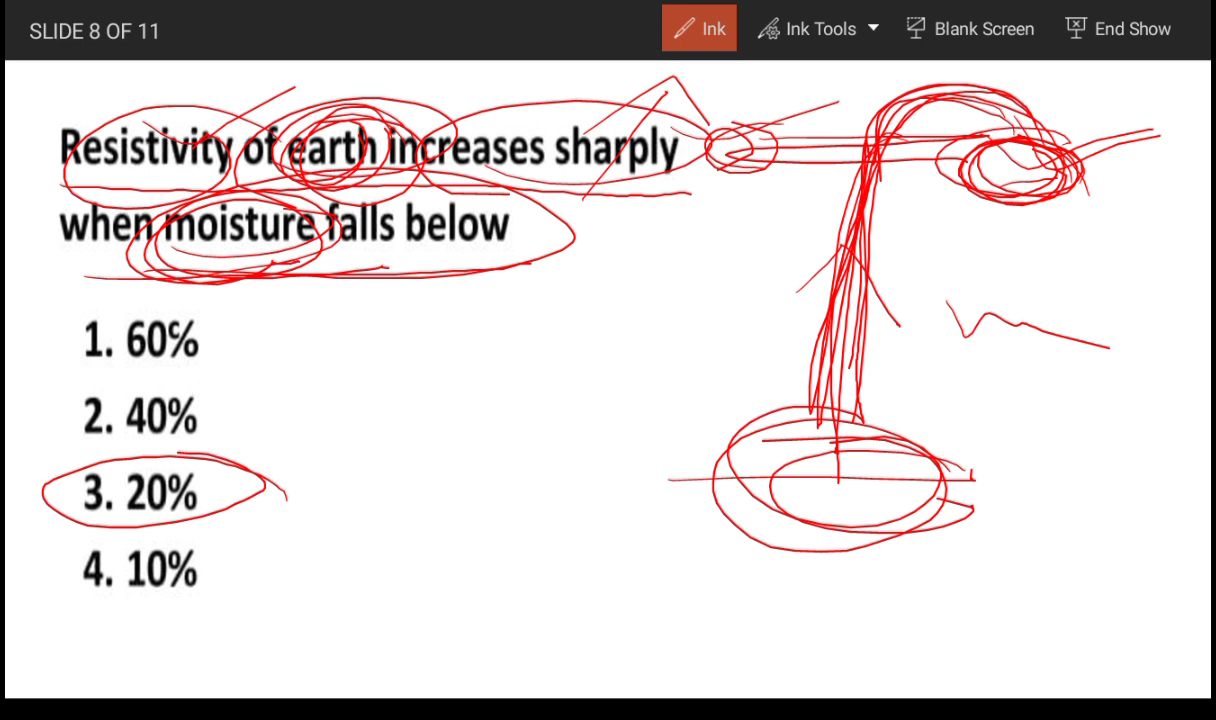 SLIDE 8 OF 11 Ink Ink Tools Blank Screen End Show
Resistivity of earth increases sharply
when moisture falls below
1. 60%
2. 40%
3. 20%
4. 10%